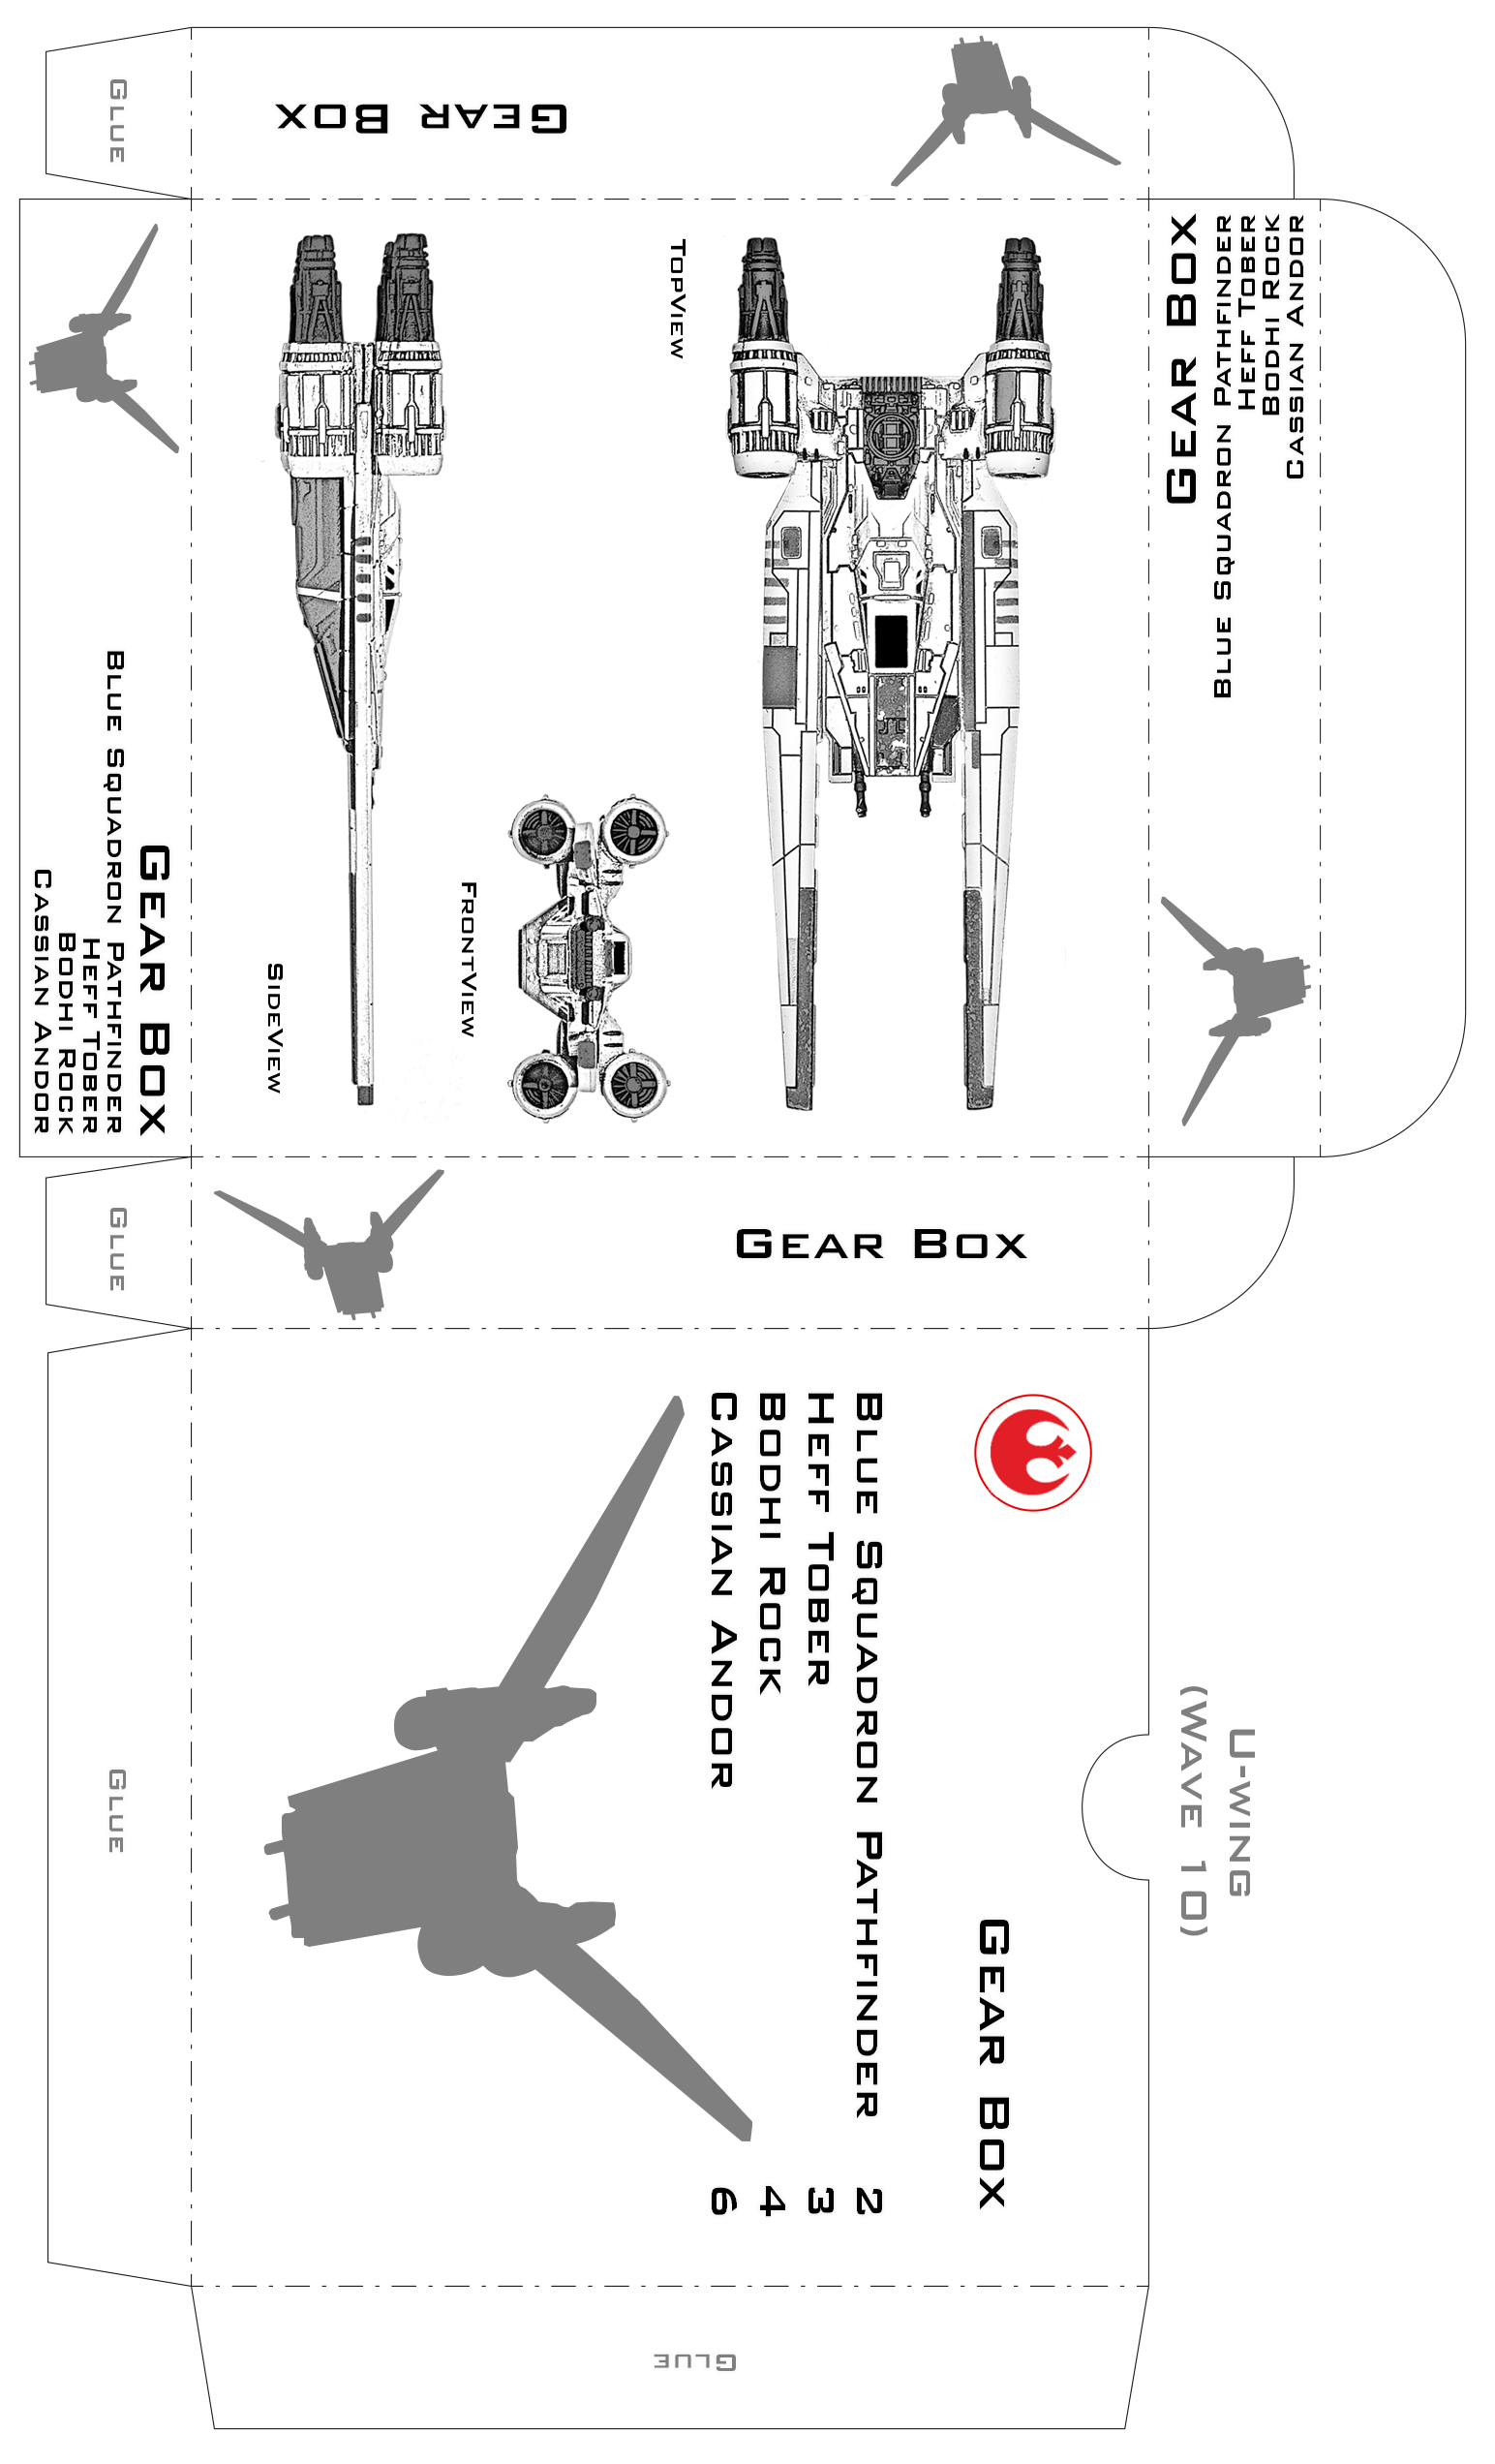 Glue
Gear Box
Gear Box
Blue Squadron Pathfinder
Heff Tober
Bodhi Rock
Cassian Andor
TopView
FrontView
SideView
Gear Box
Blue Squadron Pathfinder
Heff Tober
Bodhi Rock
Cassian Andor
Glue
Gear Box
U-wing
(Wave 10)
Gear Box
Blue Squadron Pathfinder 2
Heff Tober 3
Bodhi Rock 4
Cassian Andor 6
Glue
Glue